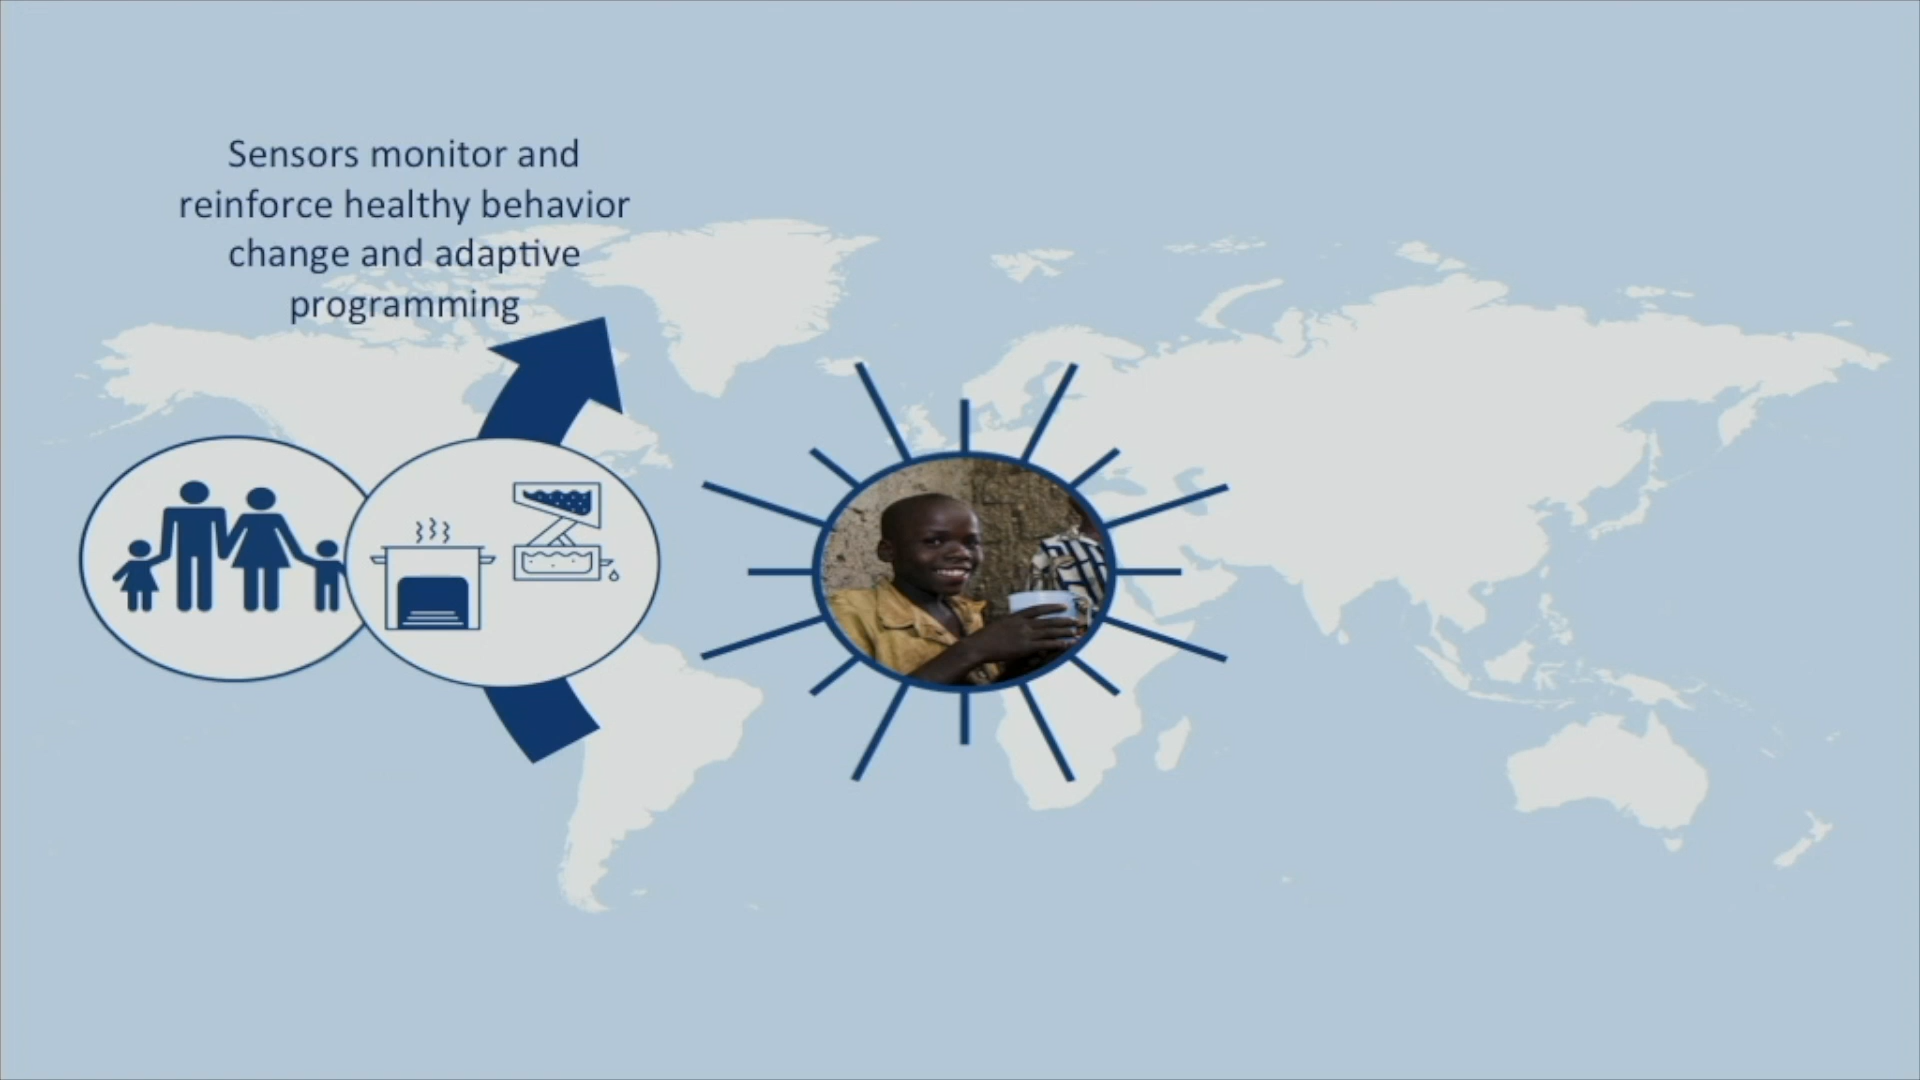 Sensors monitor and
reinforce healthy behavior
change and adaptive
programming